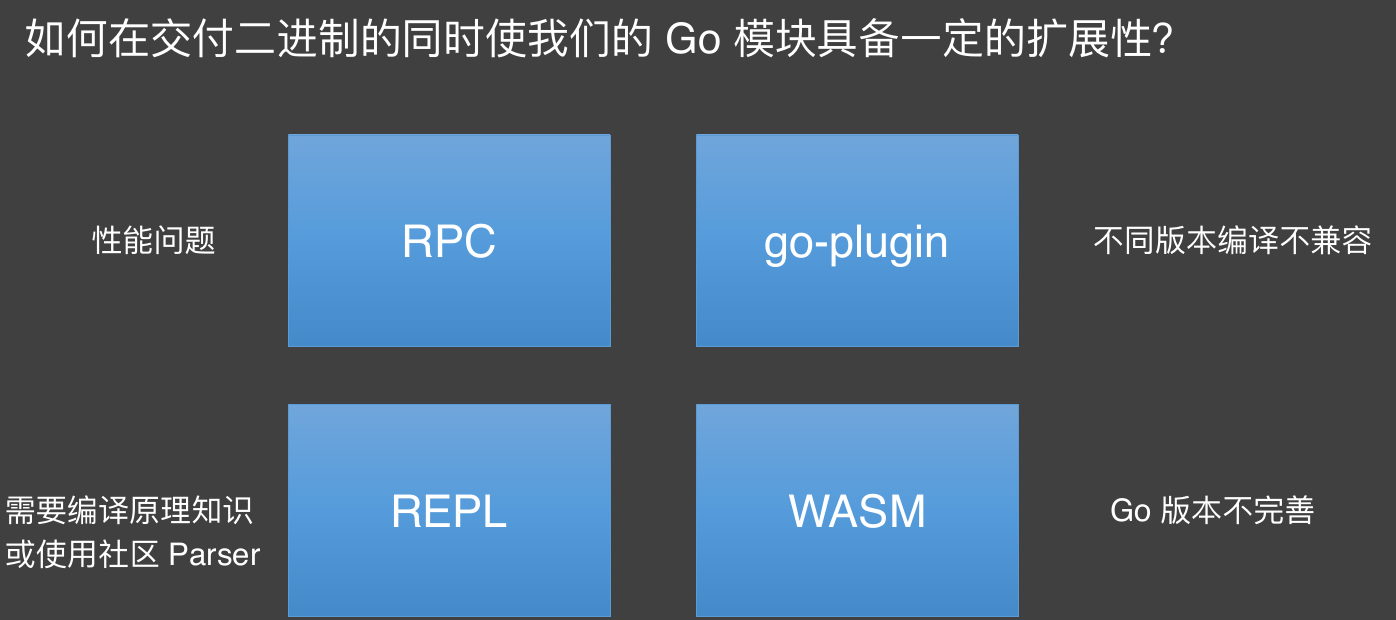 如何在交付二进制的同时使我们的 Go 模块具备一定的扩展性?
性能问题
RPC
go-plugin
不同版本编译不兼容
需要编译原理知识
或使用社区 Parser
REPL
WASM
Go 版本不完善